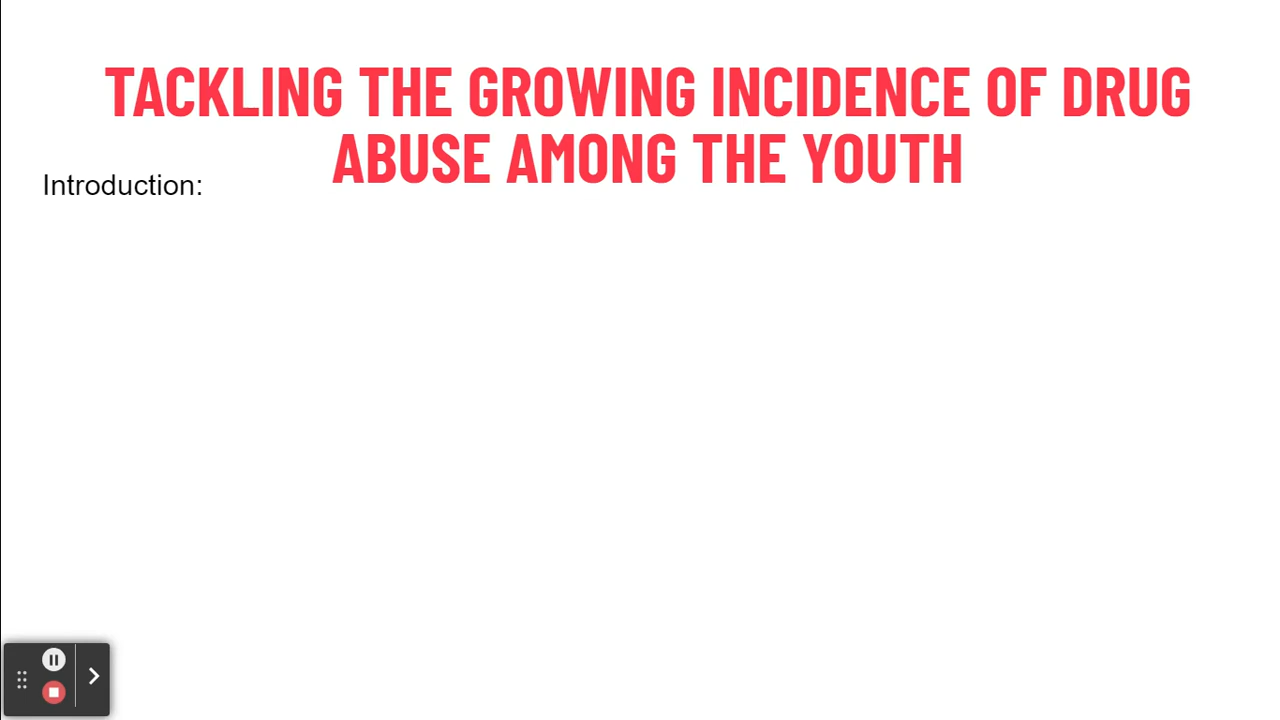 TACKLING THE GROWING INCIDENCE OF DRUG
ABUSE AMONG THE YOUTH
Introduction: